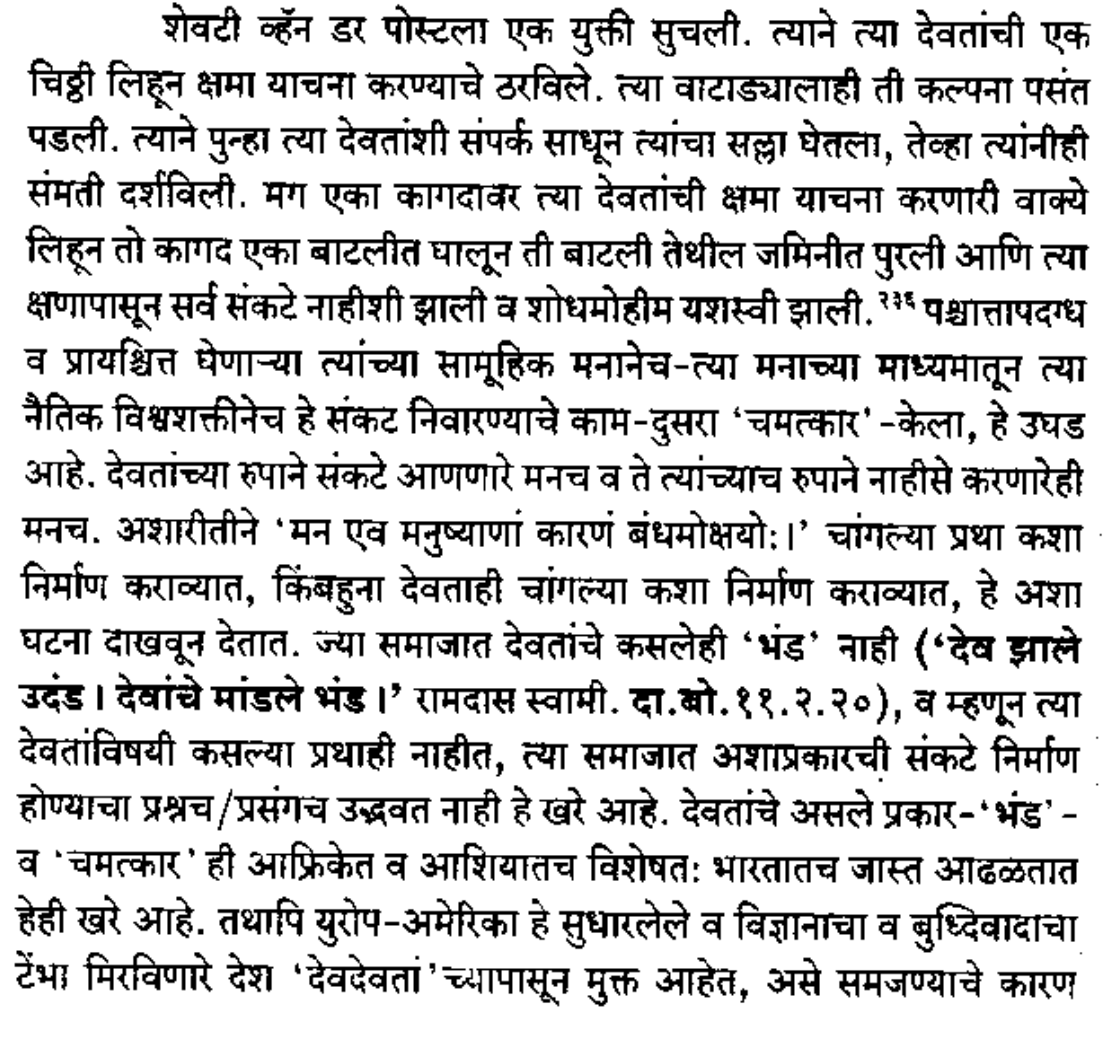 शेवटी व्हॅन डर पोस्टला एक युक्ती सुचली. त्याने त्या देवतांची एक
चिठ्ठी लिहून क्षमा याचना करण्याचे ठरविले. त्या वाटाड्यालाही ती कल्पना पसंत
पडली. त्याने पुन्हा त्या देवतांशी संपर्क साधून त्यांचा सल्ला घेतला, तेव्हा त्यांनीही
संमती दर्शविली. मग एका कागदावर त्या देवतांची क्षमा याचना करणारी वाक्ये
लिहून तो कागद एका बाटलीत घालून ती बाटली तेथील जमिनीत पुरली आणि त्या
क्षणापासून सर्व संकटे नाहीशी झाली व शोधमोहीम यशस्वी झाली.२३६ पश्चात्तापदग्ध
व प्रायश्चित्त घेणाऱ्या त्यांच्या सामूहिक मनानेच-त्या मनाच्या माध्यमातून त्या
नैतिक विश्वशक्तीनेच हे संकट निवारण्याचे काम-दुसरा 'चमत्कार' -केला, हे उघड
आहे. देवतांच्या रुपाने संकटे आणणारे मनच व ते त्यांच्याच रुपाने नाहीसे करणारेही
मनच. अशारीतीने 'मन एव मनुष्याणां कारणं बंधमोक्षयो:।' चांगल्या प्रथा कशा
निर्माण कराव्यात, किंबहुना देवताही चांगल्या कशा निर्माण कराव्यात, हे अशा
घटना दाखवून देतात. ज्या समाजात देवतांचे कसलेही 'भंड' नाही ('देव झाले
उदंड। देवांचे मांडले भंड।' रामदास स्वामी. दा.बो.११.२.२०), व म्हणून त्या
देवतांविषयी कसल्या प्रथाही नाहीत, त्या समाजात अशाप्रकारची संकटे निर्माण
होण्याचा प्रश्नच/प्रसंगच उद्भवत नाही हे खरे आहे. देवतांचे असले प्रकार-'भंड' -
व 'चमत्कार' ही आफ्रिकेत व आशियातच विशेषत: भारतातच जास्त आढळतात
हेही खरे आहे. तथापि युरोप-अमेरिका हे सुधारलेले व विज्ञानाचा व बुध्दिवादाचा
टेंभा मिरविणारे देश 'देवदेवतां'च्यापासून मुक्त आहेत, असे समजण्याचे कारण